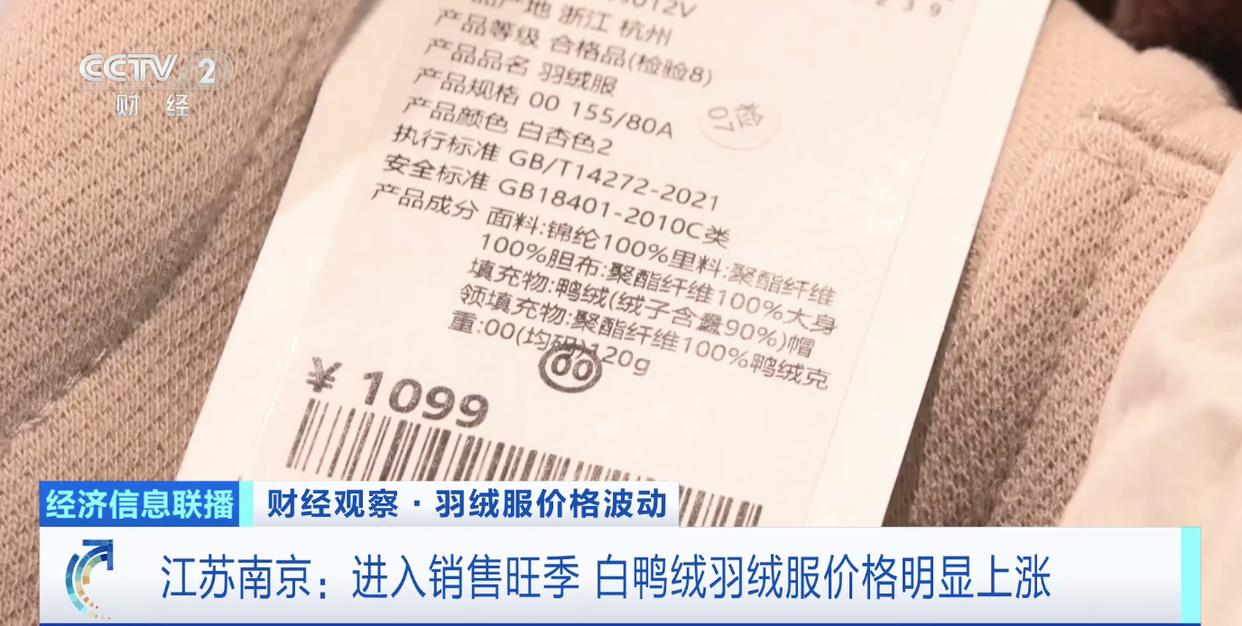 CCTV 2
财 经
产地 浙江 杭州
产品等级 合格品(检验8)
产品品名 羽绒服
产品规格 00 155/80A
检
07
产品颜色 白杏色2
执行标准 GB/T14272-2021
安全标准 GB18401-2010C类
产品成分 面料:锦纶100%里料:聚酯纤维
100%胆布:聚酯纤维100%大身
填充物:鸭绒(绒子含量90%)帽
领填充物:聚酯纤维100%鸭绒克
重:00(均码)120g
00
¥ 1099
经济信息联播
财经观察·羽绒服价格波动
江苏南京：进入销售旺季 白鸭绒羽绒服价格明显上涨